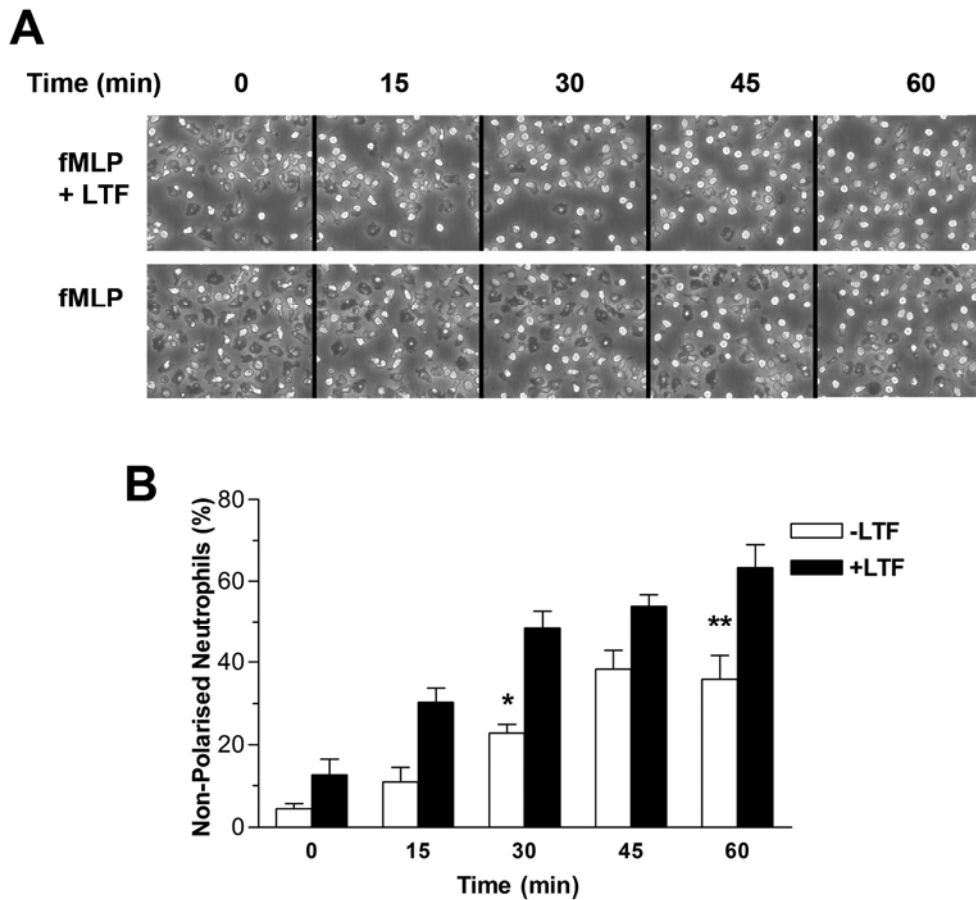 A
Time (min) 0 15 30 45 60
fMLP
+ LTF
fMLP
B
Non-Polarised Neutrophils (%)
80
60
40
20
0
-LTF
+LTF
*
**
0 15 30 45 60
Time (min)